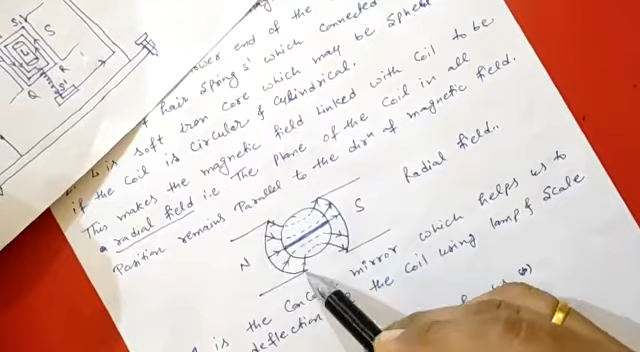 S1 S
R
Q S1
lower end of the
hair spring s' which connected
is soft iron core which may be spher
if the coil is circular & cylindrical.
This makes the magnetic field linked with coil to be
a radial field i.e The plane of the coil in all
Position remains Parallel to the dirn of magnetic field.
N S Radial field..
is the mirror which helps us to
deflection the coil using lamp & scale